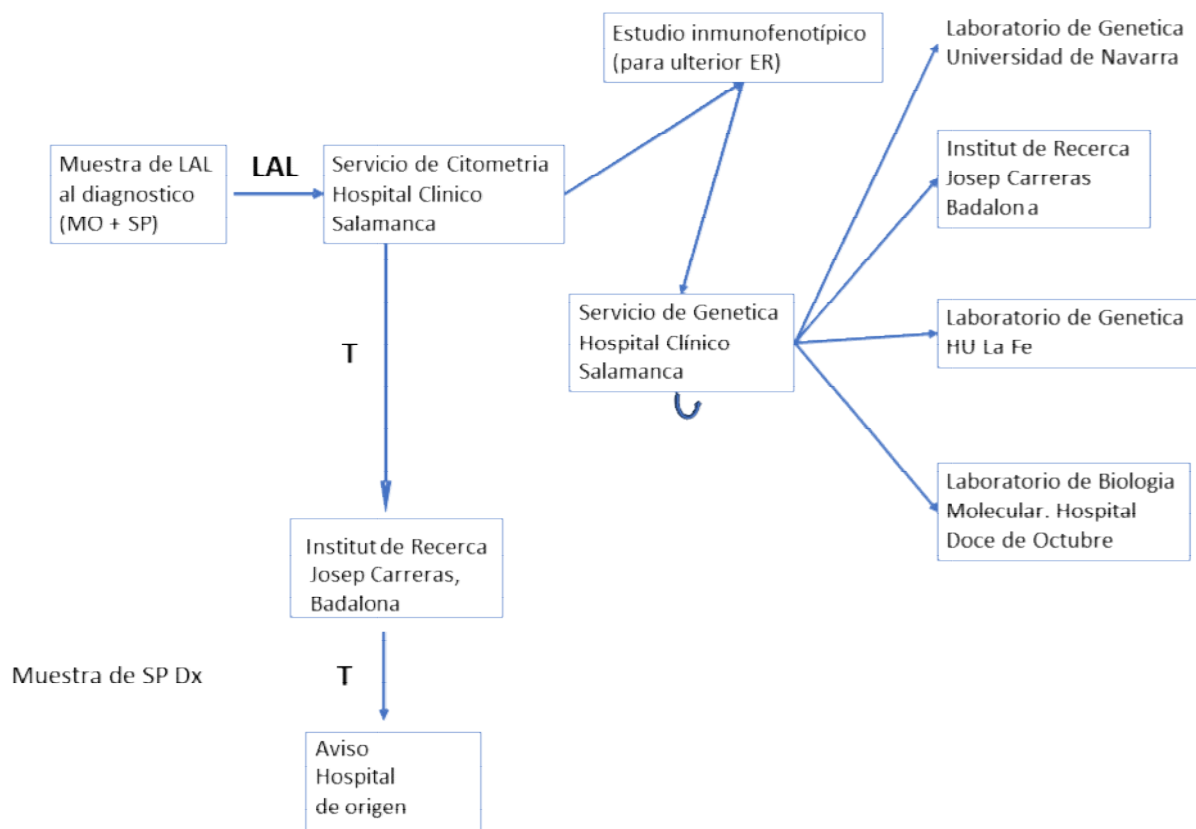 Estudio inmunofenotípico
(para ulterior ER)
Laboratorio de Genetica
Universidad de Navarra
Muestra de LAL
al diagnostico
(MO + SP)
LAL
Servicio de Citometria
Hospital Clinico
Salamanca
Institut de Recerca
Josep Carreras
Badalona
Servicio de Genetica
Hospital Clínico
Salamanca
Laboratorio de Genetica
HU La Fe
T
Laboratorio de Biologia
Molecular. Hospital
Doce de Octubre
Institut de Recerca
Josep Carreras,
Badalona
Muestra de SP Dx
T
Aviso
Hospital
de origen